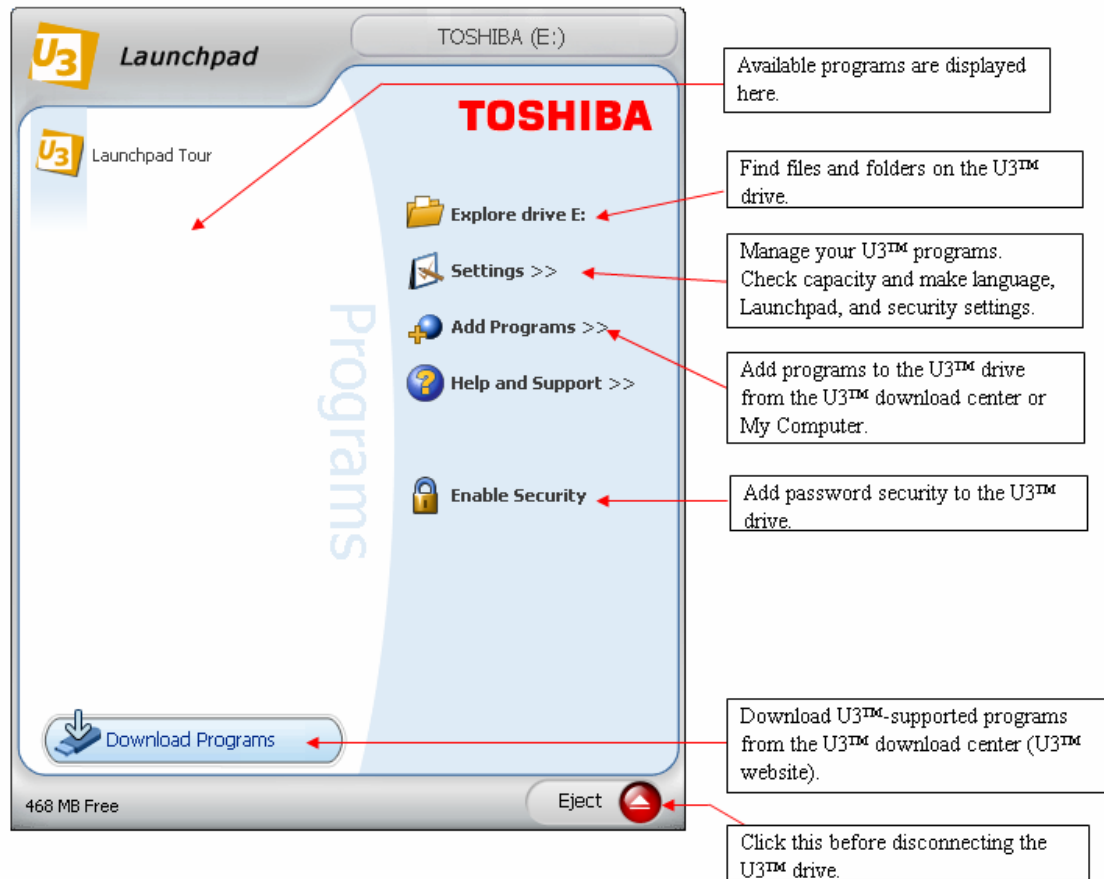 U3 Launchpad
TOSHIBA (E:)
TOSHIBA
U3 Launchpad Tour
Programs
Explore drive E:
Settings >>
Add Programs >>
Help and Support >>
Enable Security
Download Programs
468 MB Free
Eject
Available programs are displayed
here.
Find files and folders on the U3™
drive.
Manage your U3™ programs.
Check capacity and make language,
Launchpad, and security settings.
Add programs to the U3™ drive
from the U3™ download center or
My Computer.
Add password security to the U3™
drive.
Download U3™-supported programs
from the U3™ download center (U3™
website).
Click this before disconnecting the
U3™ drive.